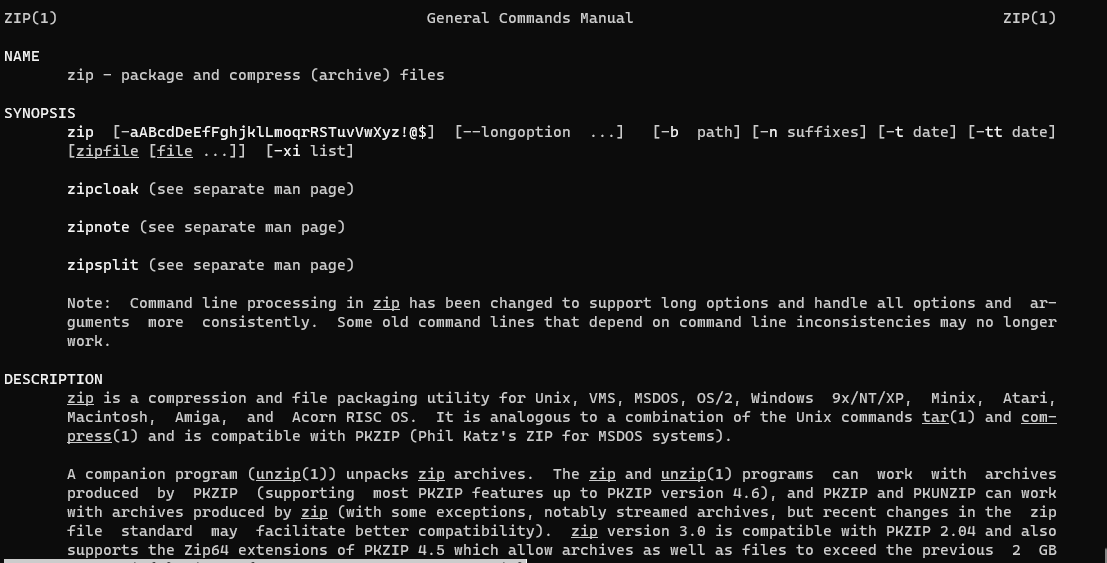 ZIP(1) General Commands Manual ZIP(1)
NAME
zip - package and compress (archive) files
SYNOPSIS
zip [-aABcdDeEfFghjklLmoqrRSTuvVwXyz!@$] [--longoption ...] [-b path] [-n suffixes] [-t date] [-tt date]
[zipfile [file ...]] [-xi list]
zipcloak (see separate man page)
zipnote (see separate man page)
zipsplit (see separate man page)
Note: Command line processing in zip has been changed to support long options and handle all options and ar-
guments more consistently. Some old command lines that depend on command line inconsistencies may no longer
work.
DESCRIPTION
zip is a compression and file packaging utility for Unix, VMS, MSDOS, OS/2, Windows 9x/NT/XP, Minix, Atari,
Macintosh, Amiga, and Acorn RISC OS. It is analogous to a combination of the Unix commands tar(1) and com-
press(1) and is compatible with PKZIP (Phil Katz's ZIP for MSDOS systems).
A companion program (unzip(1)) unpacks zip archives. The zip and unzip(1) programs can work with archives
produced by PKZIP (supporting most PKZIP features up to PKZIP version 4.6), and PKZIP and PKUNZIP can work
with archives produced by zip (with some exceptions, notably streamed archives, but recent changes in the zip
file standard may facilitate better compatibility). zip version 3.0 is compatible with PKZIP 2.04 and also
supports the Zip64 extensions of PKZIP 4.5 which allow archives as well as files to exceed the previous 2 GB